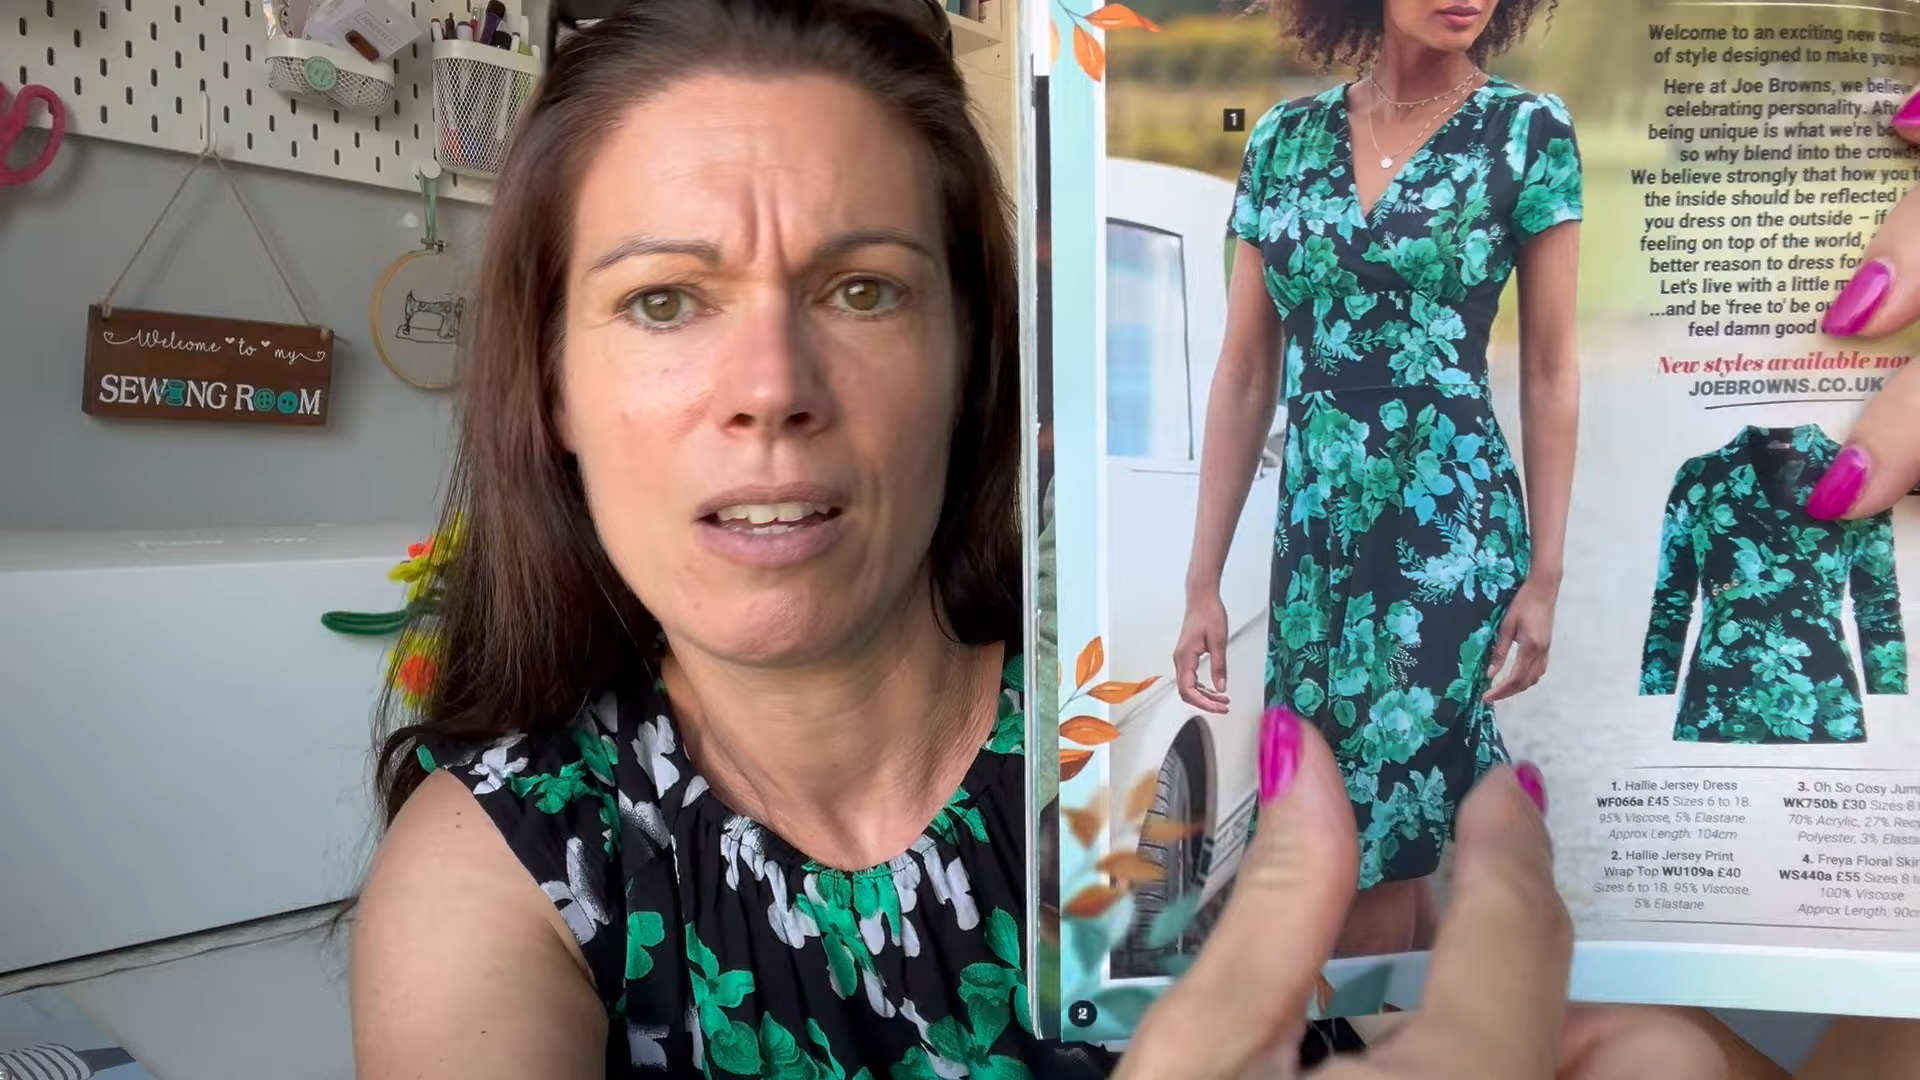 Welcome to my
SEWING ROOM
1
Welcome to an exciting new
of style designed to make you
Here at Joe Browns, we believe
celebrating personality.
being unique is what we're
so why blend into the crowd
We believe strongly that how you
the inside should be reflected
you dress on the outside – if
feeling on top of the world,
better reason to dress for
Let's live with a little
...and be 'free to' be
feel damn good
New styles available now
JOEBROWNS.CO.UK
1. Hallie Jersey Dress
WF066a £45 Sizes 6 to 18.
95% Viscose, 5% Elastane.
Approx Length: 104cm
2. Hallie Jersey Print
Wrap Top WU109a £40
Sizes 6 to 18. 95% Viscose,
5% Elastane.
3. Oh So Cosy
WK750b £30 Sizes 8
70% Acrylic, 27%
Polyester, 3%
4. Freya Floral
WS440a £55 Sizes 8
100% Viscose
Approx Length: 90cm
2